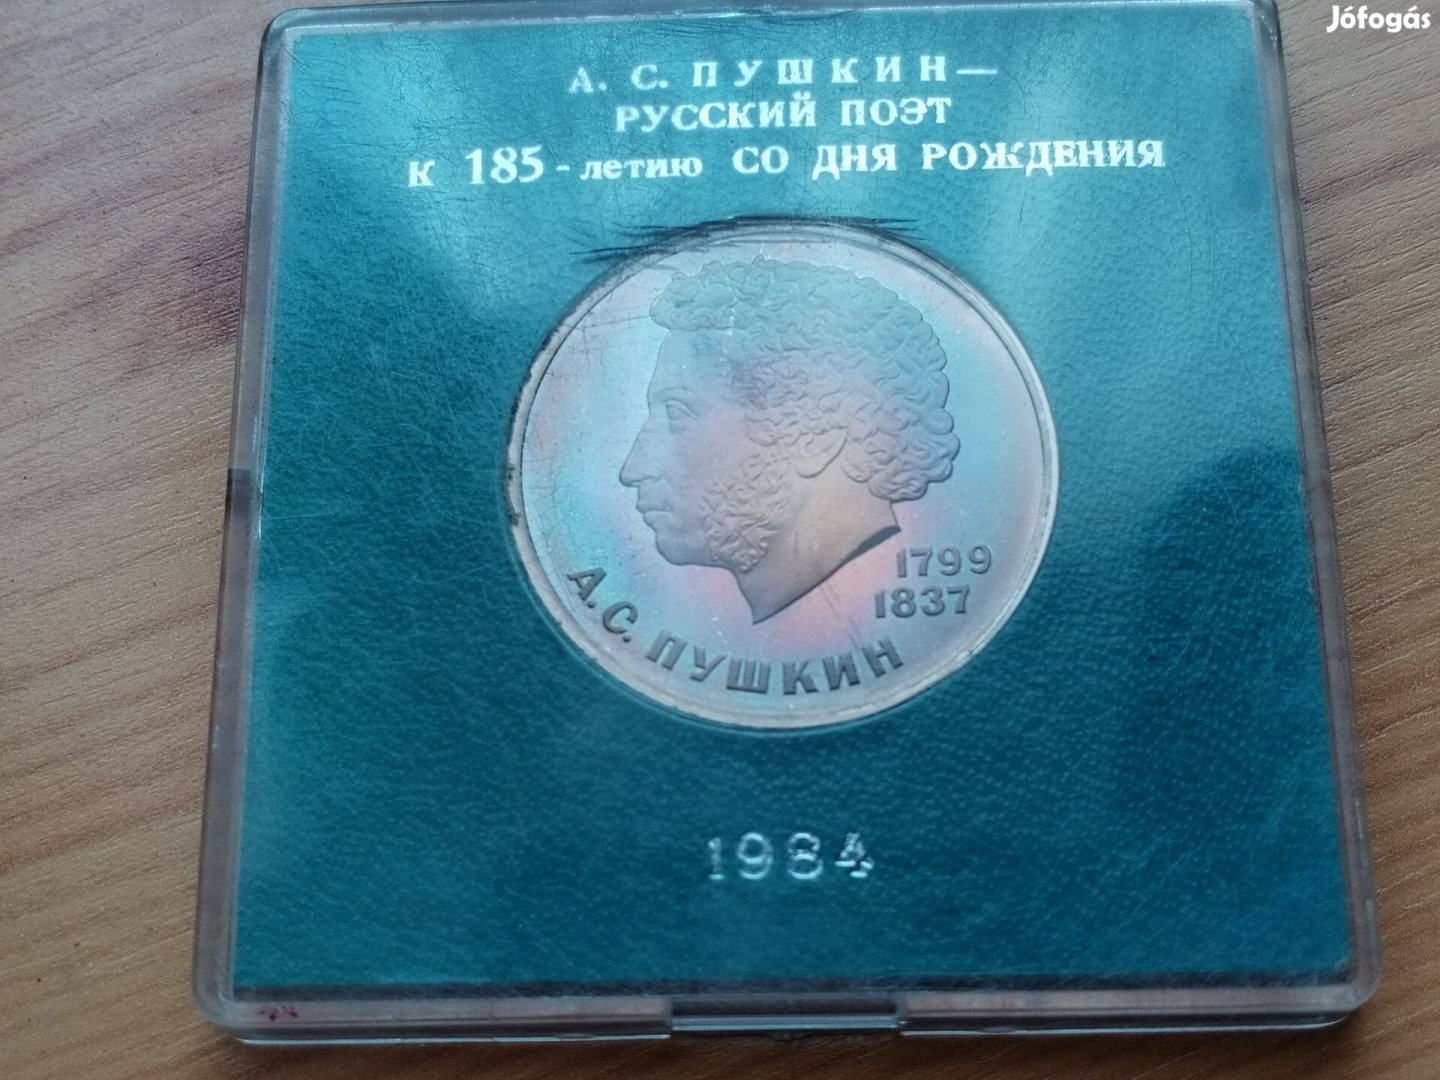 Jófogás
А. С. ПУШКИН—
РУССКИЙ ПОЭТ
К 185-летию СО ДНЯ РОЖДЕНИЯ
1799
1837
А.С. ПУШКИН
1984